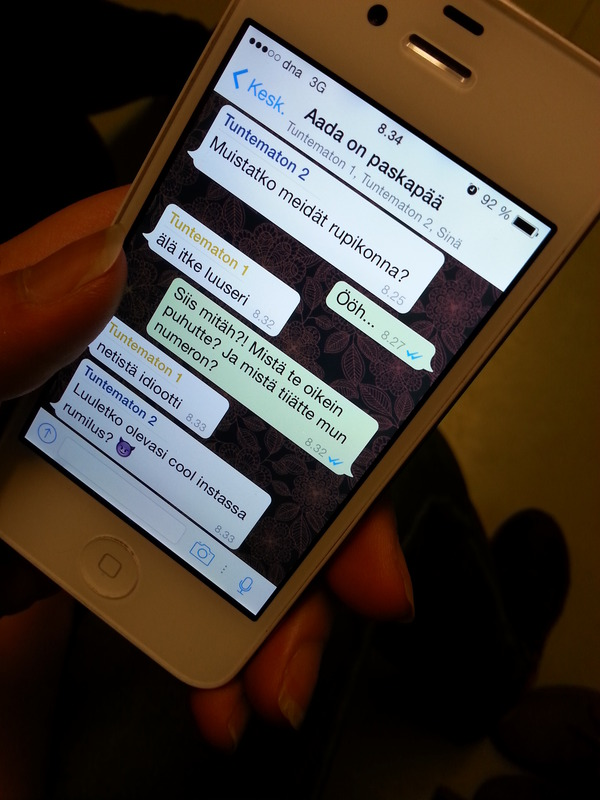 dna 3G 8.34 92 %
Kesk. Aada on paskapää
Tuntematon 1, Tuntematon 2, Sinä
Tuntematon 2
Muistatko meidät rupikonna?
8.25
Ööh... 8.27
Tuntematon 1
älä itke luuseri
8.32
Siis mitäh?! Mistä te oikein
puhutte? Ja mistä tiiätte mun
numeron?
8.32
Tuntematon 1
netistä idiootti
8.33
Tuntematon 2
Luuletko olevasi cool instassa
rumilus? 😈
8.33